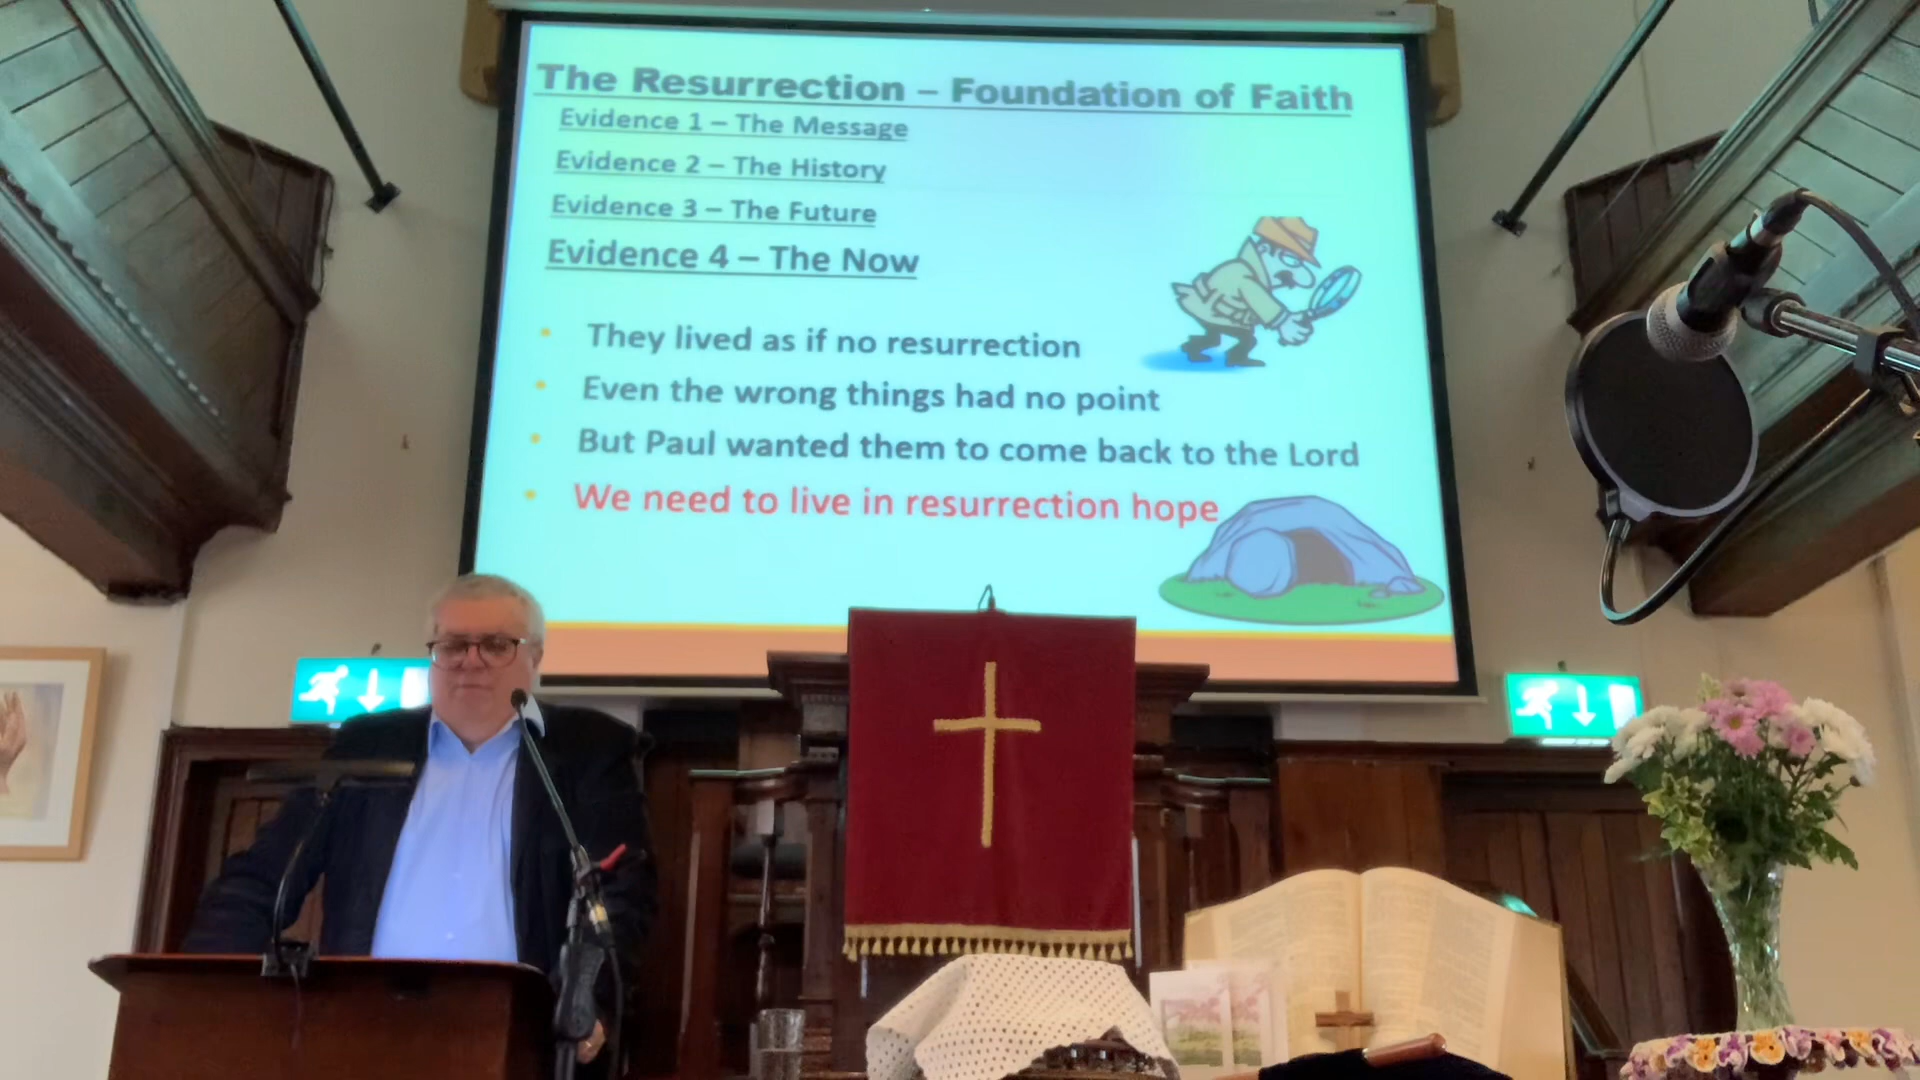 The Resurrection – Foundation of Faith
Evidence 1 – The Message
Evidence 2 – The History
Evidence 3 – The Future
Evidence 4 – The Now
• They lived as if no resurrection
• Even the wrong things had no point
• But Paul wanted them to come back to the Lord
• We need to live in resurrection hope